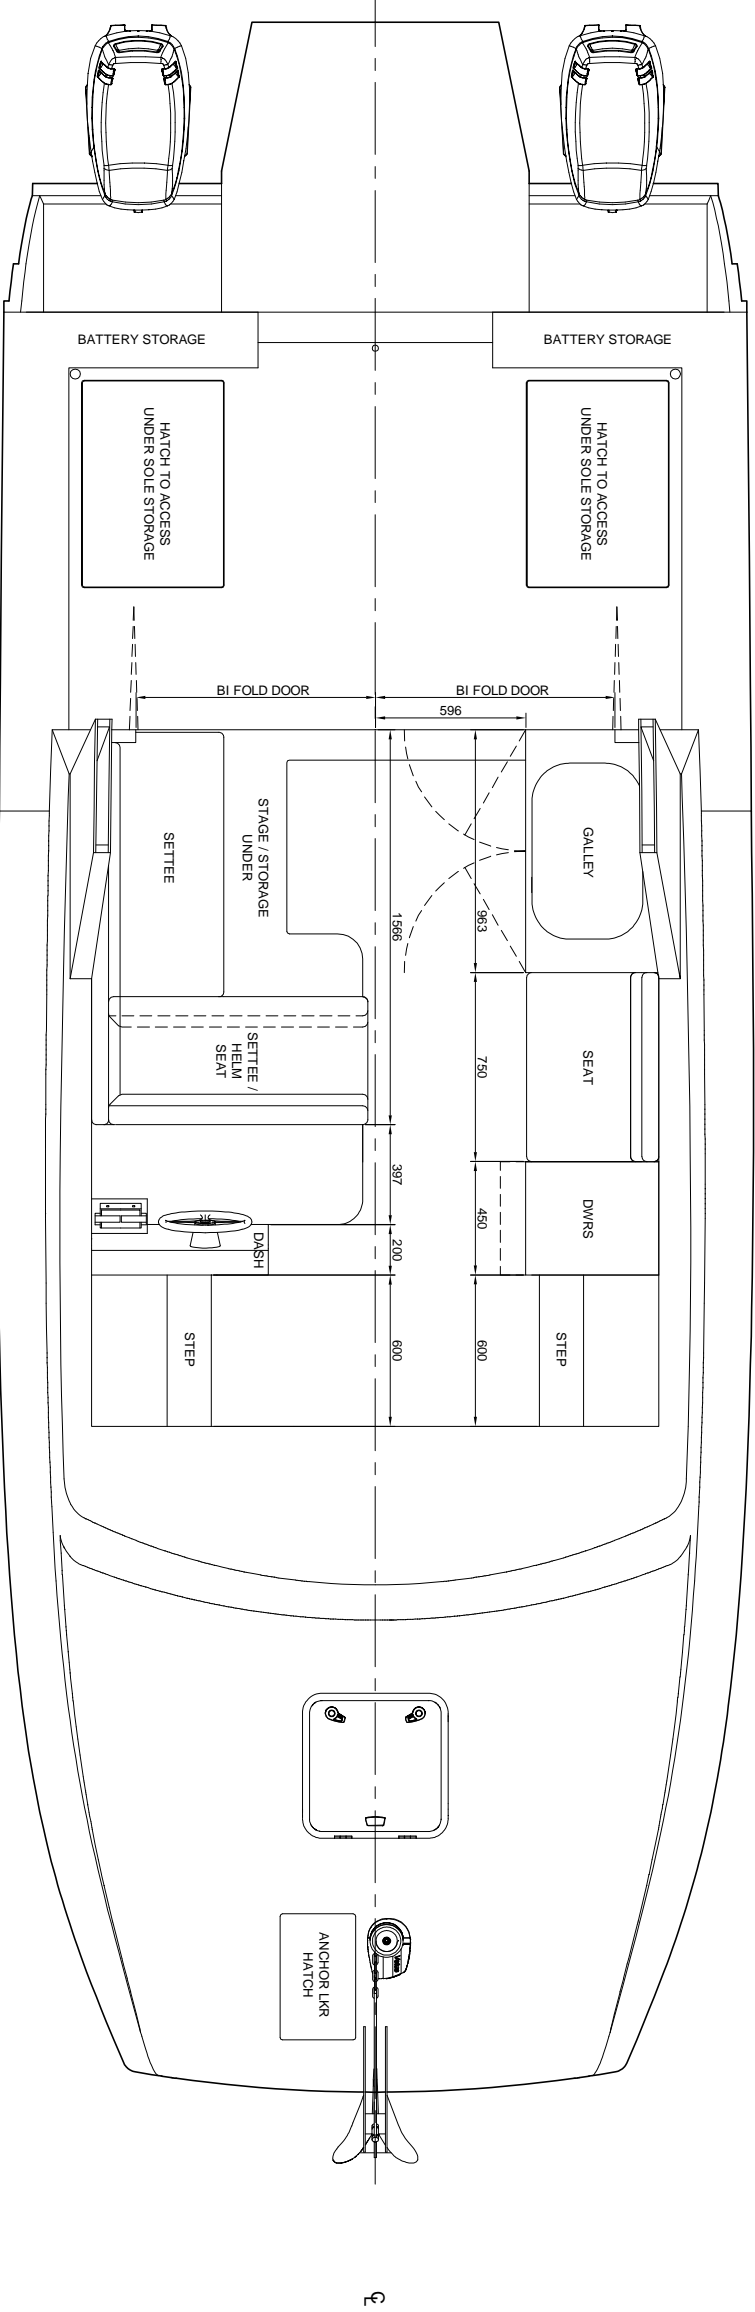 BATTERY STORAGE
BATTERY STORAGE
HATCH TO ACCESS
UNDER SOLE STORAGE
HATCH TO ACCESS
UNDER SOLE STORAGE
BI FOLD DOOR
BI FOLD DOOR
596
SETTEE
STAGE / STORAGE
UNDER
1566
963
GALLEY
SETTEE /
HELM
SEAT
750
SEAT
397
450
DWRS
DASH
200
STEP
600
600
STEP
ANCHOR LKR
HATCH
℄